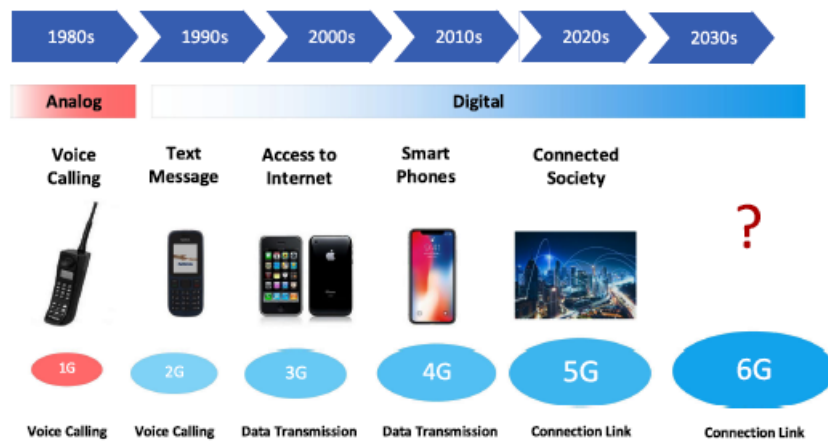 1980s 1990s 2000s 2010s 2020s 2030s
Analog Digital
Voice Text Access to Smart Connected
Calling Message Internet Phones Society
?
1G 2G 3G 4G 5G 6G
Voice Calling Voice Calling Data Transmission Data Transmission Connection Link Connection Link